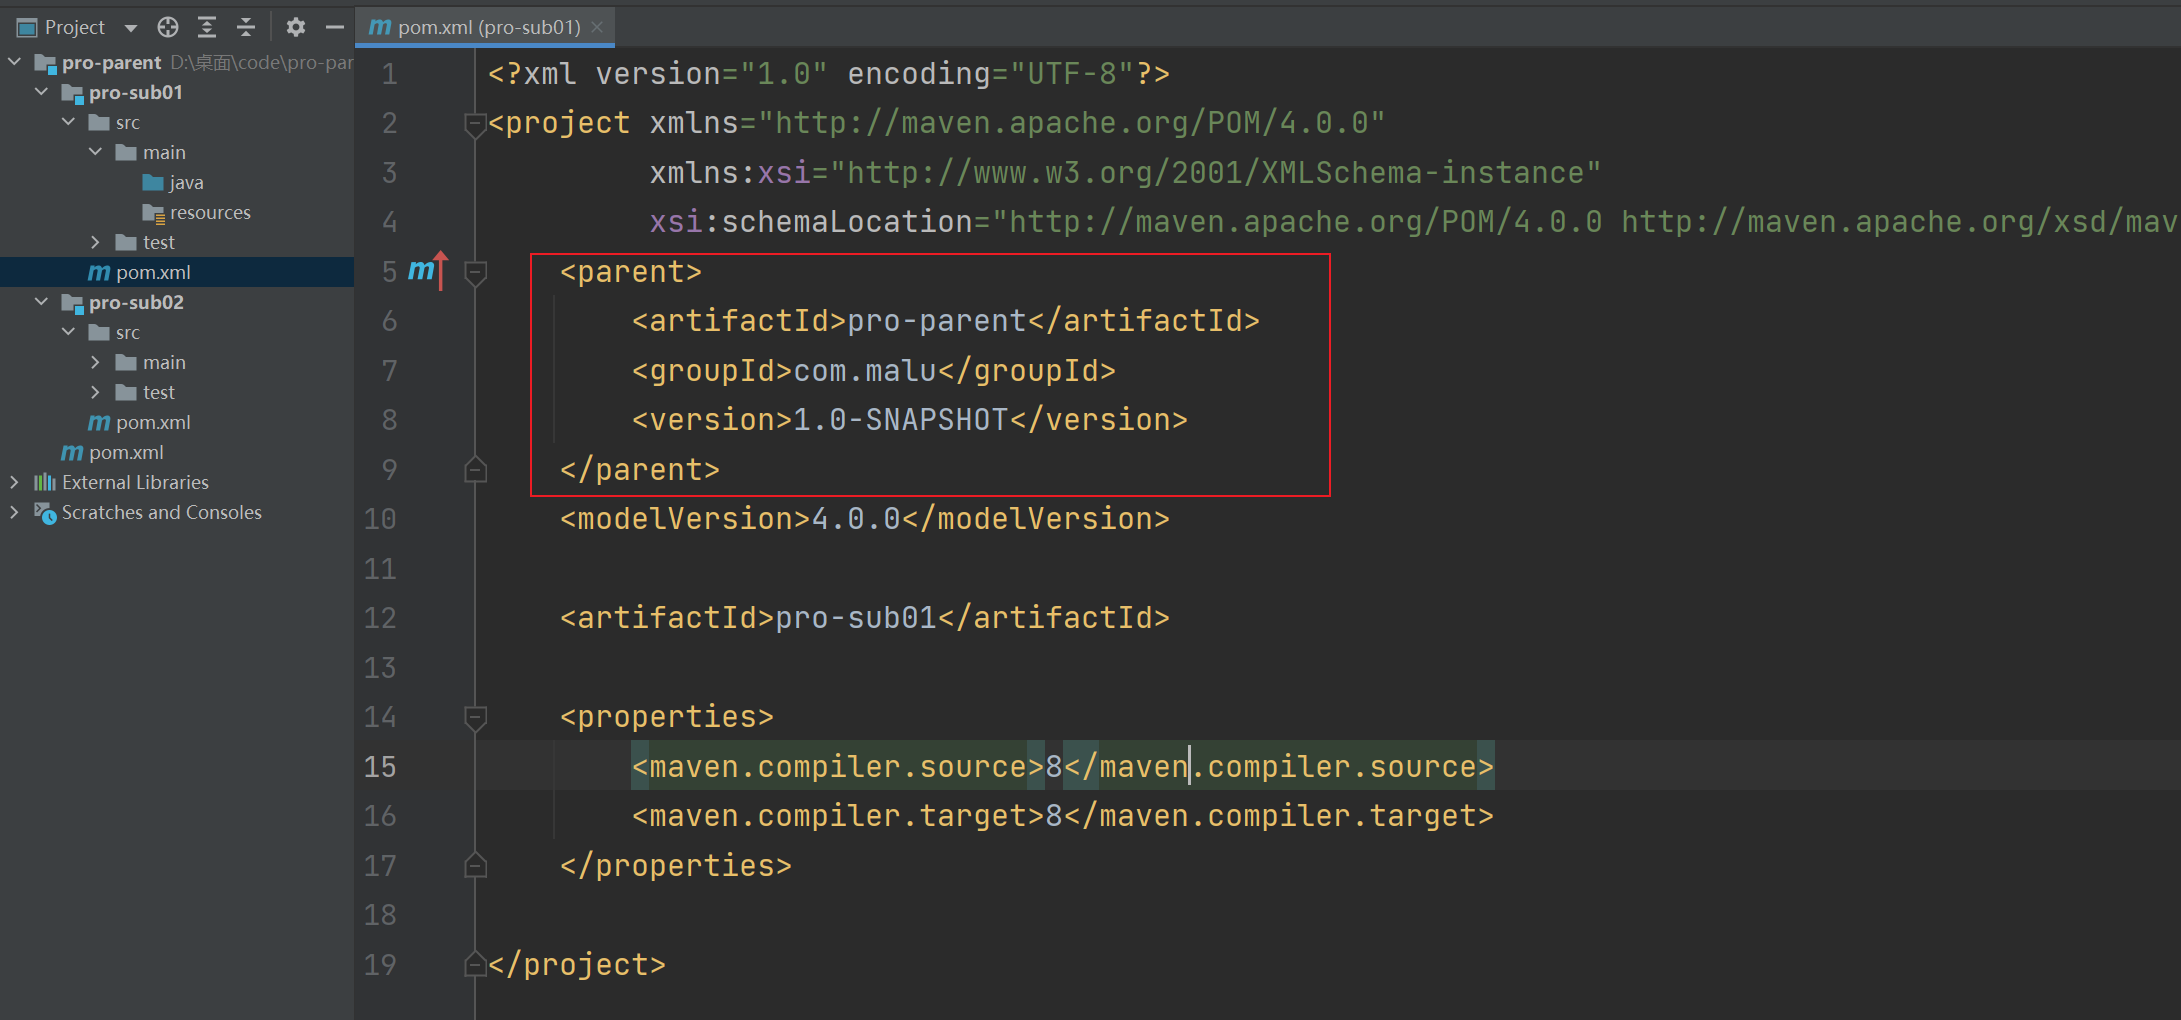 Project
pro-parent D:\桌面\code\pro-par
pro-sub01
src
main
java
resources
test
pom.xml
pro-sub02
src
main
test
pom.xml
pom.xml
External Libraries
Scratches and Consoles
pom.xml (pro-sub01)
1 <?xml version="1.0" encoding="UTF-8"?>
2 <project xmlns="http://maven.apache.org/POM/4.0.0"
3 xmlns:xsi="http://www.w3.org/2001/XMLSchema-instance"
4 xsi:schemaLocation="http://maven.apache.org/POM/4.0.0 http://maven.apache.org/xsd/mav
5 <parent>
6 <artifactId>pro-parent</artifactId>
7 <groupId>com.malu</groupId>
8 <version>1.0-SNAPSHOT</version>
9 </parent>
10 <modelVersion>4.0.0</modelVersion>
11
12 <artifactId>pro-sub01</artifactId>
13
14 <properties>
15 <maven.compiler.source>8</maven.compiler.source>
16 <maven.compiler.target>8</maven.compiler.target>
17 </properties>
18
19 </project>